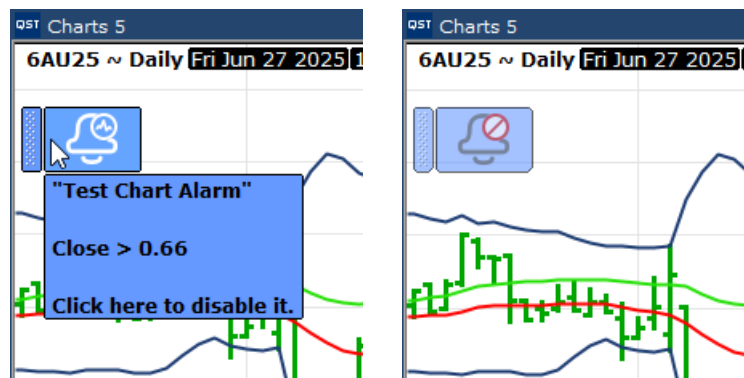 QST Charts 5
6AU25 ~ Daily Fri Jun 27 2025 1
"Test Chart Alarm"
Close > 0.66
Click here to disable it.
QST Charts 5
6AU25 ~ Daily Fri Jun 27 2025